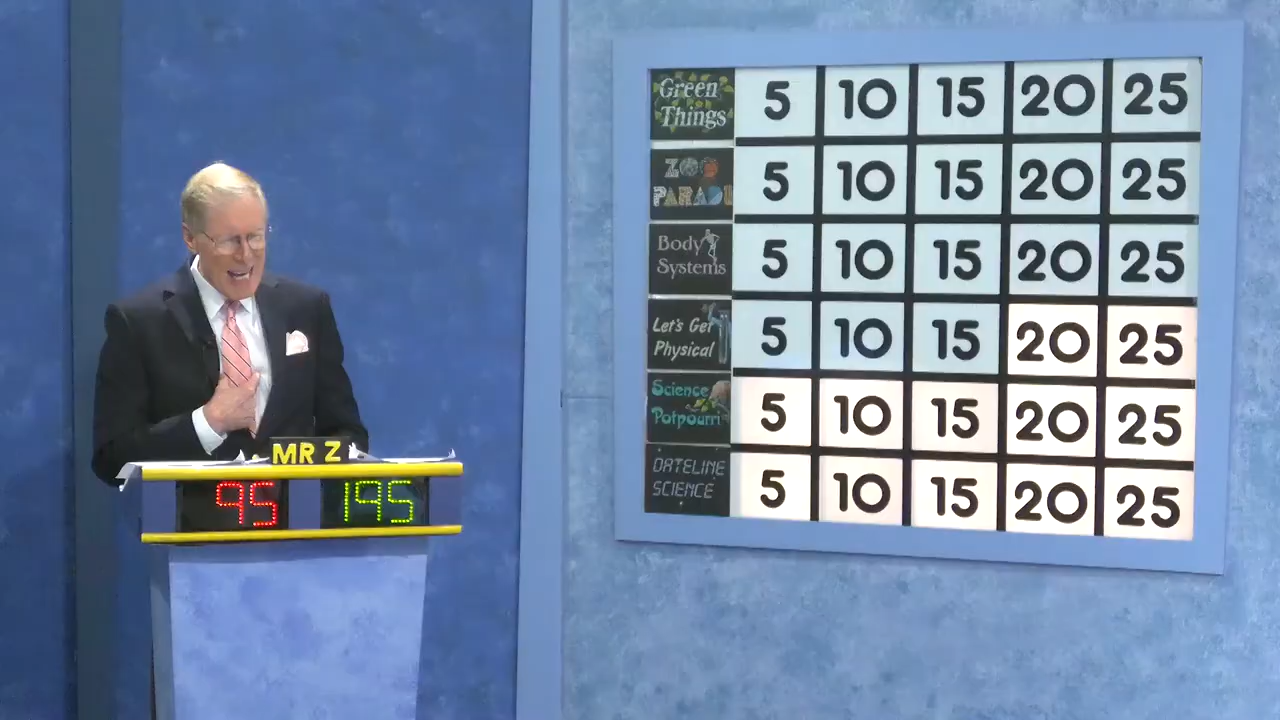 Green
Things
5 10 15 20 25
ZOO
PARADE
5 10 15 20 25
Body
Systems
5 10 15 20 25
Let's Get
Physical
5 10 15 20 25
Science
Potpourri
5 10 15 20 25
DATELINE
SCIENCE
5 10 15 20 25
MR Z
95 195